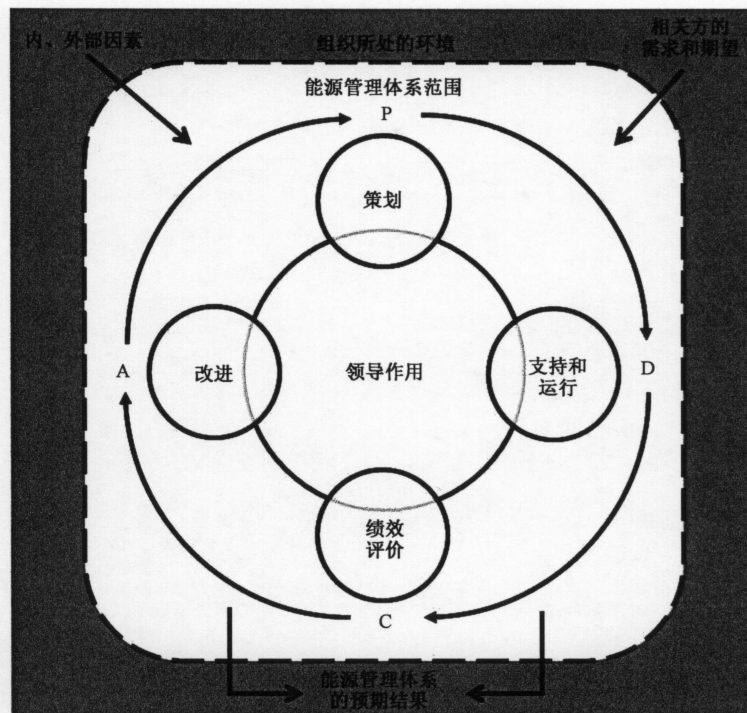 内、外部因素
组织所处的环境
相关方的
需求和期望
能源管理体系范围
P
策划
A
改进
领导作用
支持和
运行
D
绩效
评价
C
能源管理体系
的预期结果